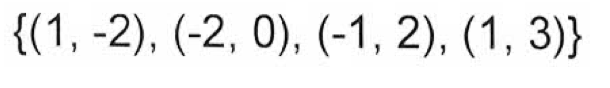 {(1, -2), (-2, 0), (-1, 2), (1, 3)}